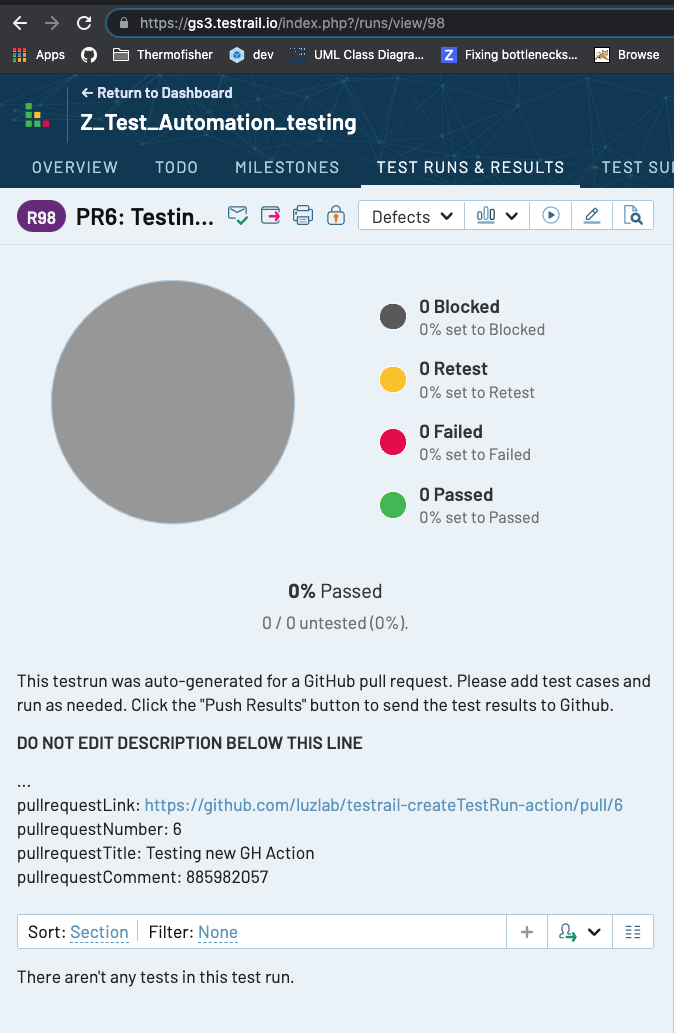 https://gs3.testrail.io/index.php?/runs/view/98
Apps Thermofisher dev UML Class Diagra... Z Fixing bottlenecks... Browse
← Return to Dashboard
Z_Test_Automation_testing
OVERVIEW TODO MILESTONES TEST RUNS & RESULTS TEST SU
R98 PR6: Testin... Defects
0 Blocked
0% set to Blocked
0 Retest
0% set to Retest
0 Failed
0% set to Failed
0 Passed
0% set to Passed
0% Passed
0 / 0 untested (0%).
This testrun was auto-generated for a GitHub pull request. Please add test cases and
run as needed. Click the "Push Results" button to send the test results to Github.
DO NOT EDIT DESCRIPTION BELOW THIS LINE
...
pullrequestLink: https://github.com/luzlab/testrail-createTestRun-action/pull/6
pullrequestNumber: 6
pullrequestTitle: Testing new GH Action
pullrequestComment: 885982057
Sort: Section Filter: None
There aren't any tests in this test run.